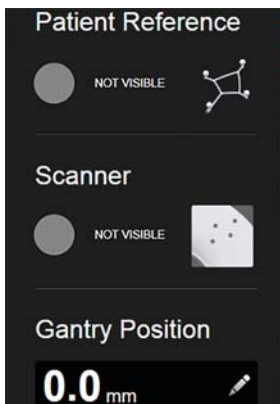 Patient Reference
NOT VISIBLE
Scanner
NOT VISIBLE
Gantry Position
0.0 mm